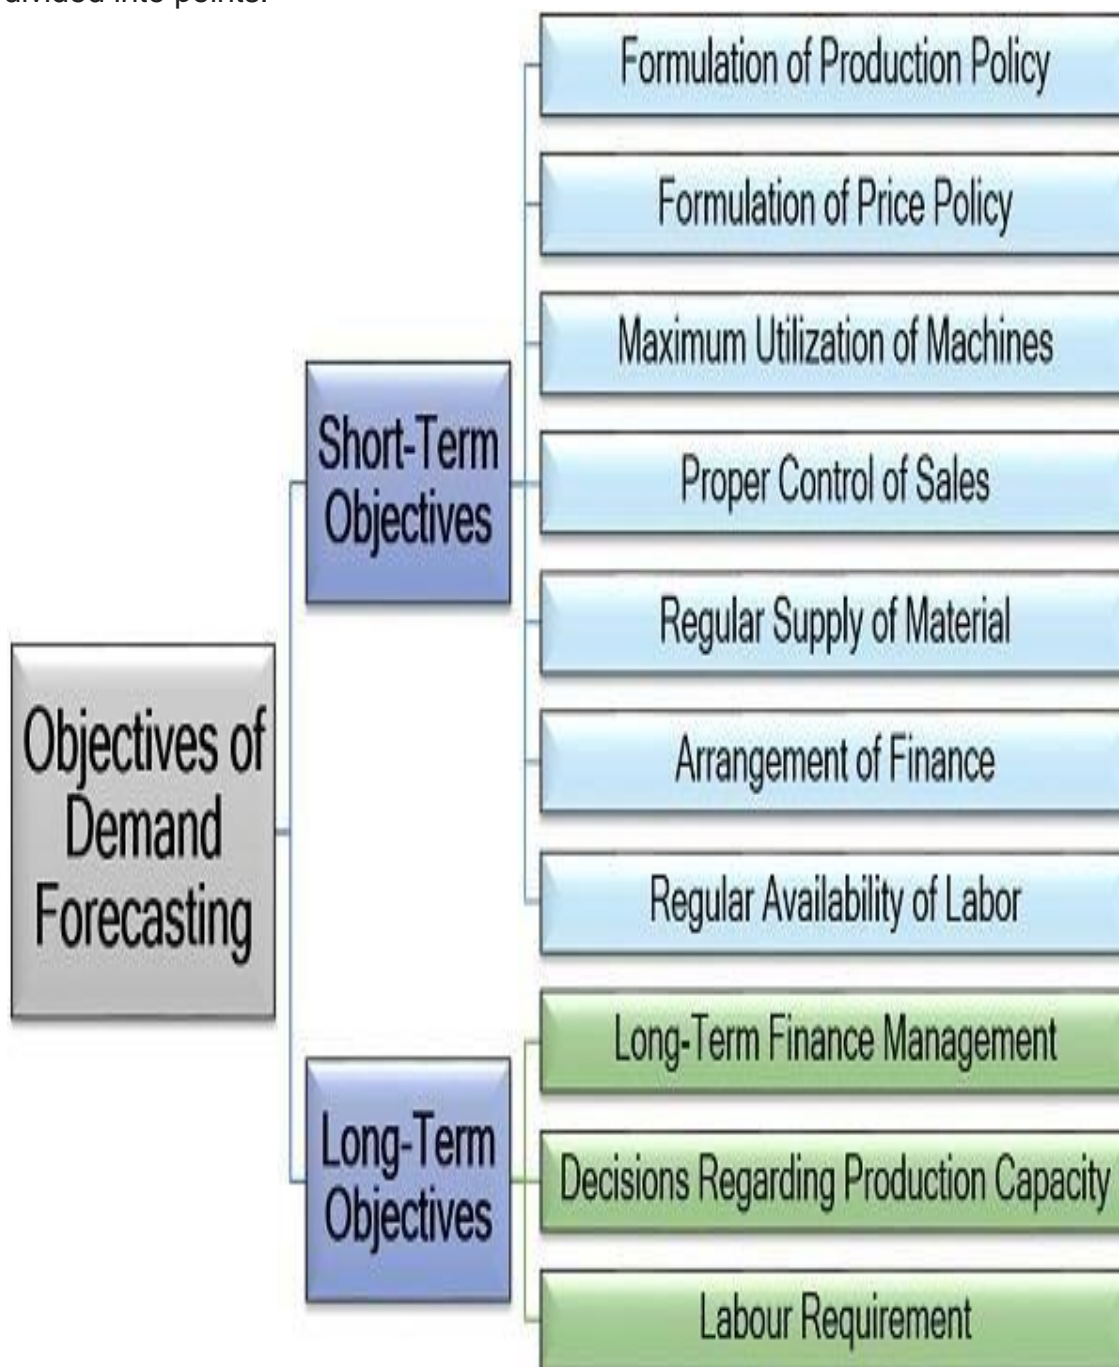 divided into points:
Objectives of
Demand
Forecasting
Short-Term
Objectives
Formulation of Production Policy
Formulation of Price Policy
Maximum Utilization of Machines
Proper Control of Sales
Regular Supply of Material
Arrangement of Finance
Regular Availability of Labor
Long-Term
Objectives
Long-Term Finance Management
Decisions Regarding Production Capacity
Labour Requirement